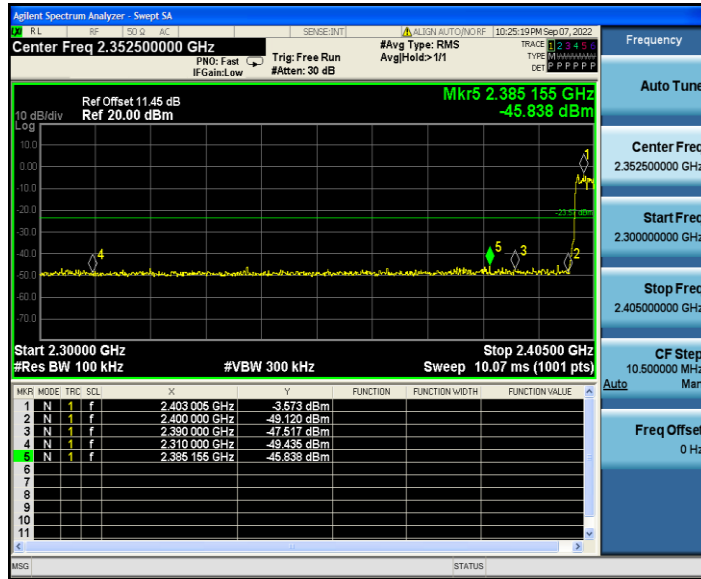 Agilent Spectrum Analyzer - Swept SA
RL RF 50 Ω AC SENSE:INT ALIGN AUTO/NO RF 10:25:19 PM Sep 07, 2022
Center Freq 2.352500000 GHz
#Avg Type: RMS
TRACE 1 2 3 4 5 6
PNO: Fast
Trig: Free Run
Avg|Hold:>1/1
TYPE M
IFGain:Low
#Atten: 30 dB
DET P P P P P P
Mkr5 2.385 155 GHz
-45.838 dBm
Ref Offset 11.45 dB
10 dB/div Ref 20.00 dBm
Log
10.0
0.00
-10.0
-20.0
-30.0
-40.0
-50.0
-60.0
-70.0
1
2
3
4
5
Start 2.30000 GHz Stop 2.40500 GHz
#Res BW 100 kHz #VBW 300 kHz Sweep 10.07 ms (1001 pts)
MKR MODE TRC SCL X Y FUNCTION FUNCTION WIDTH FUNCTION VALUE
1 N 1 f 2.403 005 GHz -3.573 dBm
2 N 1 f 2.400 000 GHz -49.120 dBm
3 N 1 f 2.390 000 GHz -47.517 dBm
4 N 1 f 2.310 000 GHz -49.435 dBm
5 N 1 f 2.385 155 GHz -45.838 dBm
6
7
8
9
10
11
MSG STATUS
Frequency
Auto Tune
Center Freq
2.352500000 GHz
Start Freq
2.300000000 GHz
Stop Freq
2.405000000 GHz
CF Step
10.500000 MHz
Auto Man
Freq Offset
0 Hz